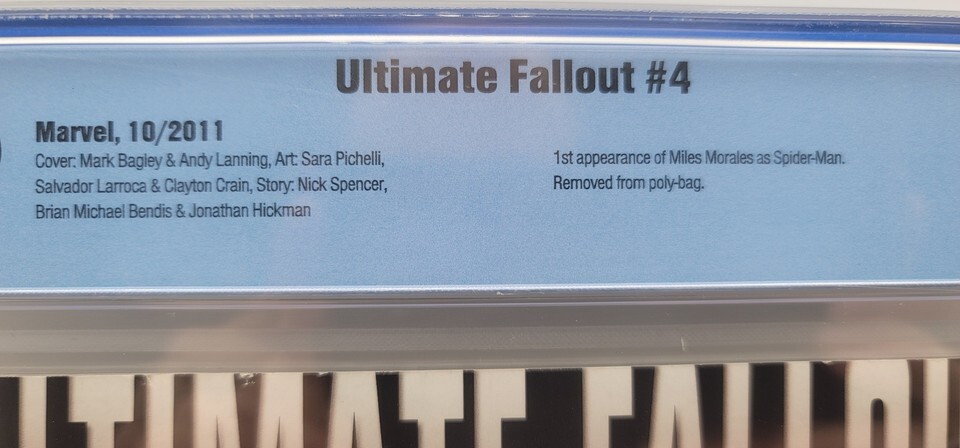 Ultimate Fallout #4
Marvel, 10/2011
Cover: Mark Bagley & Andy Lanning, Art: Sara Pichelli,
Salvador Larroca & Clayton Crain, Story: Nick Spencer,
Brian Michael Bendis & Jonathan Hickman
1st appearance of Miles Morales as Spider-Man.
Removed from poly-bag.
ULTIMATE FALLOU